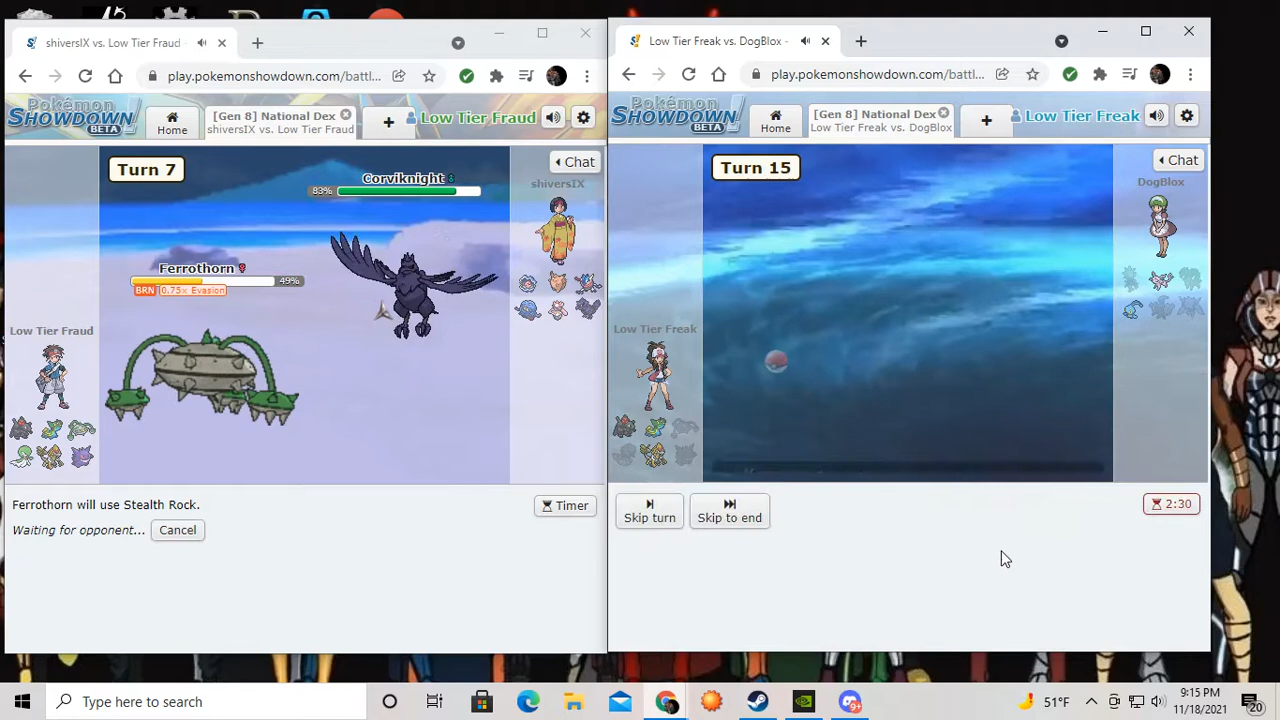 shiversIX vs. Low Tier Fraud
play.pokemonshowdown.com/battl...
Pokémon
SHOWDOWN
BETA
Home
[Gen 8] National Dex
shiversIX vs. Low Tier Fraud
Low Tier Fraud
Turn 7
Chat
Corviknight
83%
shiversIX
Ferrothorn
49%
BRN 0.75x Evasion
Low Tier Fraud
Ferrothorn will use Stealth Rock.
Waiting for opponent... Cancel
Timer
Low Tier Freak vs. DogBlox -
play.pokemonshowdown.com/battl...
Pokémon
SHOWDOWN
BETA
Home
[Gen 8] National Dex
Low Tier Freak vs. DogBlox
Low Tier Freak
Turn 15
Chat
DogBlox
Low Tier Freak
Skip turn
Skip to end
2:30
Type here to search
9+
51°F
9:15 PM
11/18/2021
20